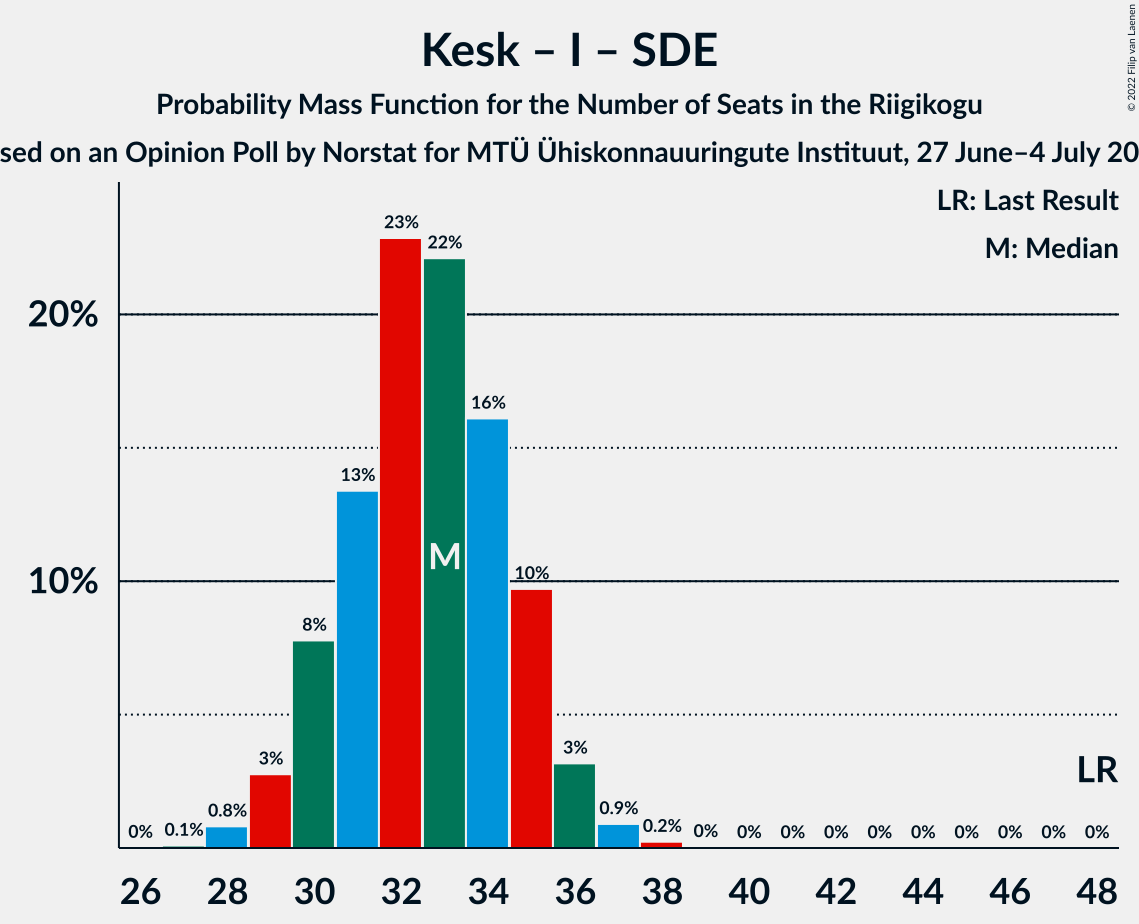 Kesk – I – SDE
Probability Mass Function for the Number of Seats in the Riigikogu
sed on an Opinion Poll by Norstat for MTÜ Ühiskonnauuringute Instituut, 27 June–4 July 20
© 2022 Filip van Laenen
LR: Last Result
M: Median
20%
10%
0%
0.1%
0.8%
3%
8%
13%
23%
22%
16%
10%
3%
0.9%
0.2%
0%
0%
0%
0%
0%
0%
0%
0%
0%
0%
M
LR
26 28 30 32 34 36 38 40 42 44 46 48